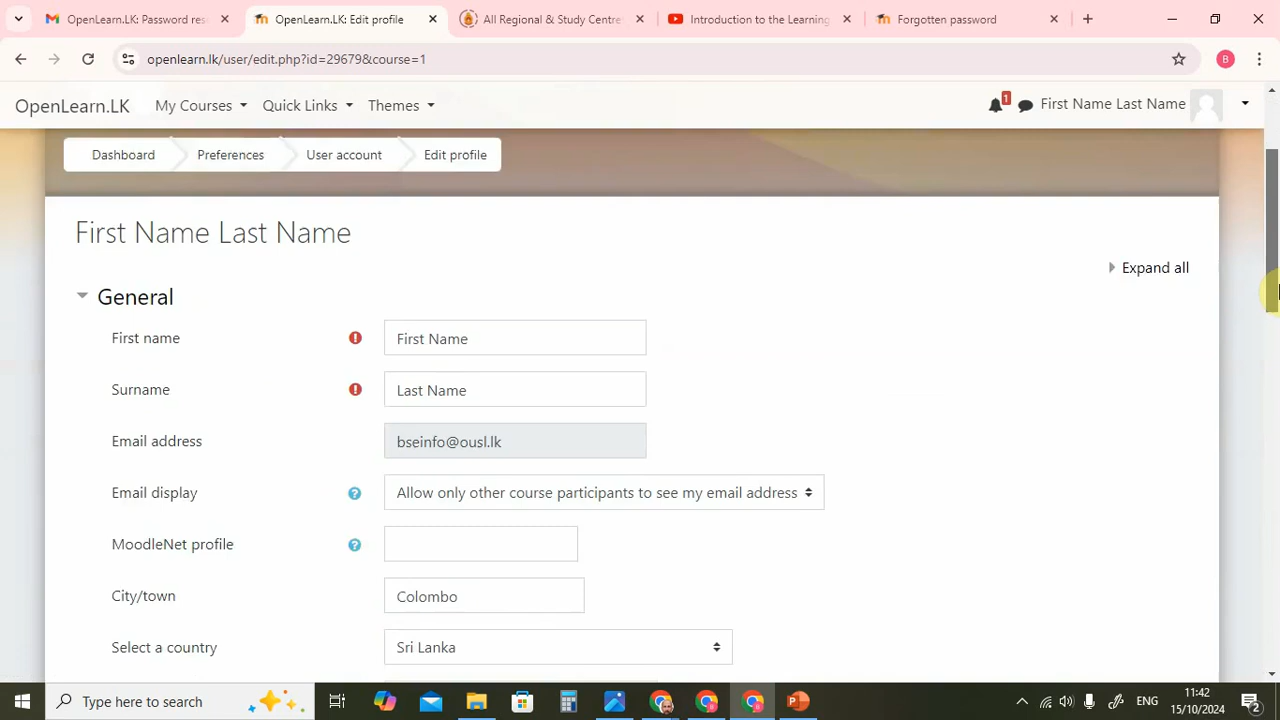 OpenLearn.LK: Password res
OpenLearn.LK: Edit profile
All Regional & Study Centre
Introduction to the Learning
Forgotten password
openlearn.lk/user/edit.php?id=29679&course=1
B
OpenLearn.LK
My Courses
Quick Links
Themes
1
First Name Last Name
Dashboard
Preferences
User account
Edit profile
First Name Last Name
Expand all
General
First name
First Name
Surname
Last Name
Email address
bseinfo@ousl.lk
Email display
Allow only other course participants to see my email address
MoodleNet profile
City/town
Colombo
Select a country
Sri Lanka
Type here to search
ENG
11:42
15/10/2024
2